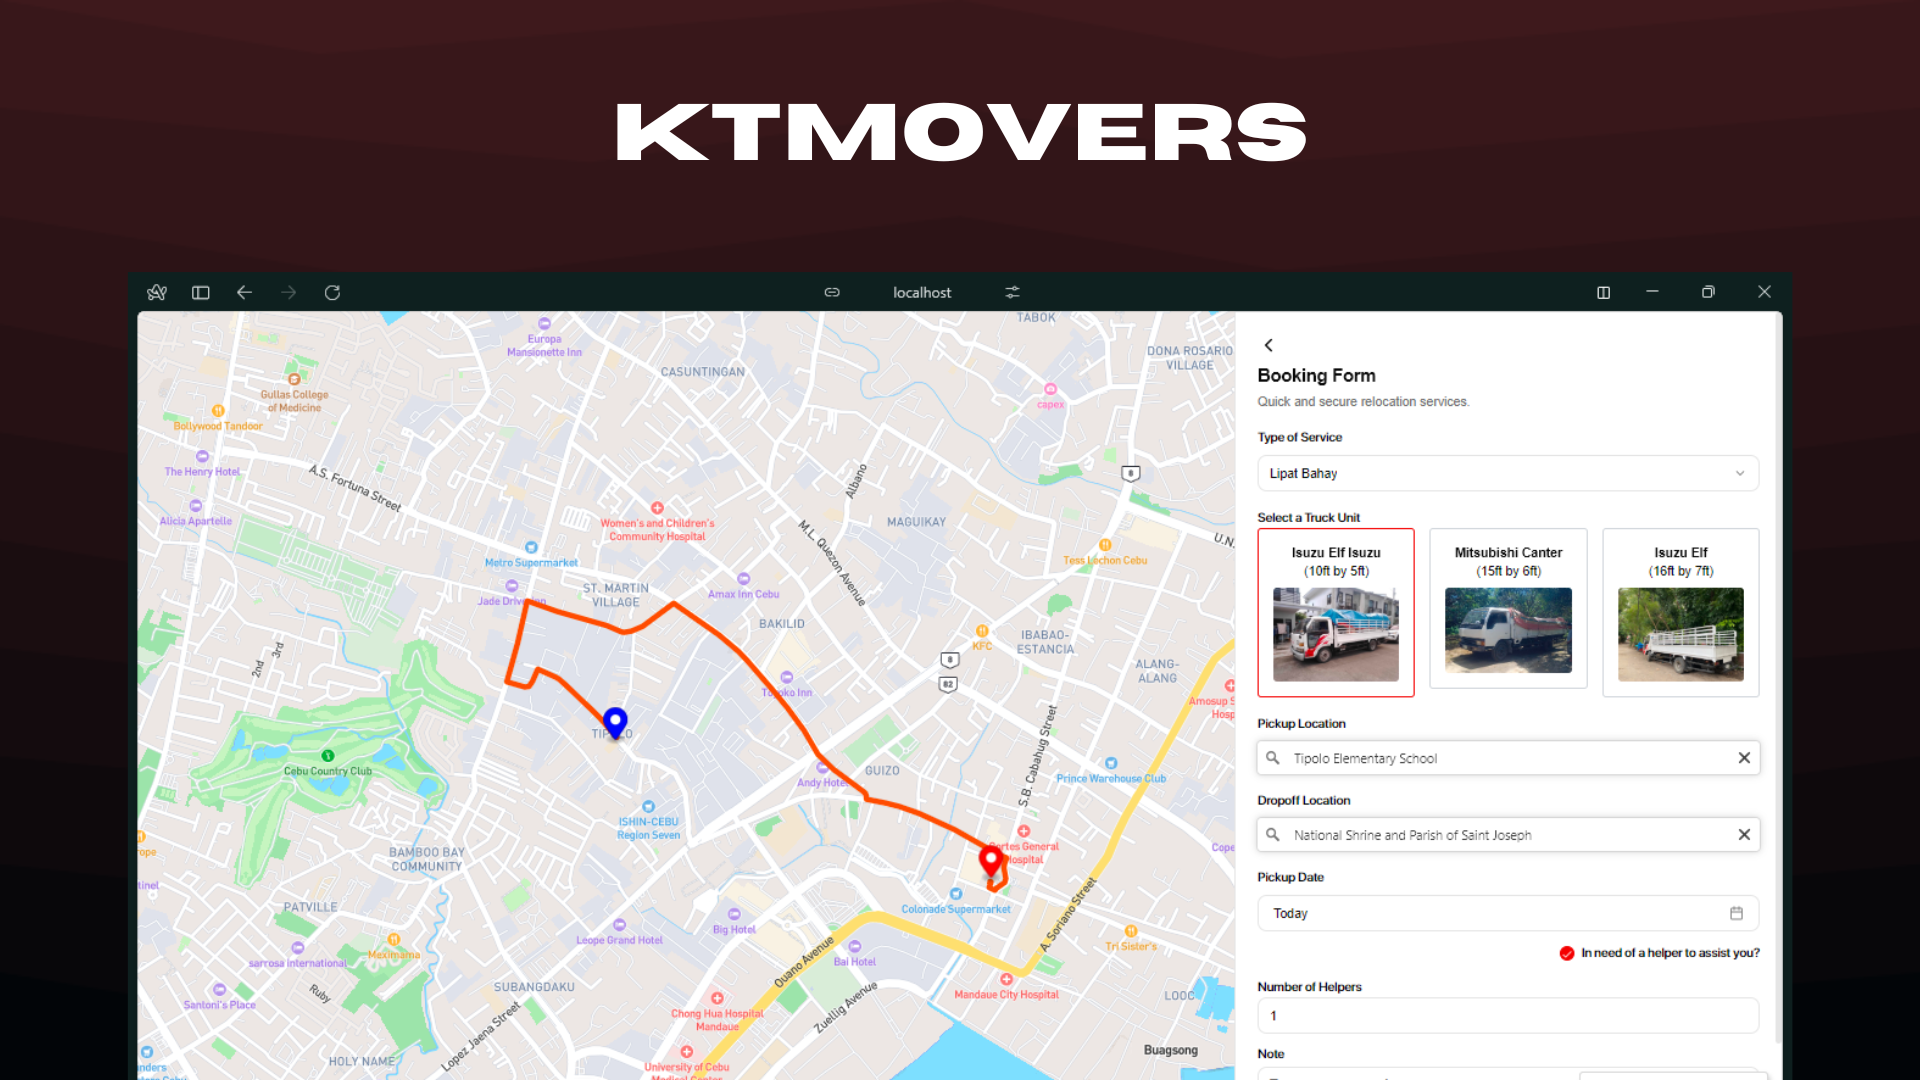 KTMOVERS
localhost
TABOK
Europa
Mansionette Inn
DONA ROSARIO
VILLAGE
CASUNTINGAN
Gullas College
of Medicine
capex
Bollywood Tandoor
The Henry Hotel
A.S. Fortuna Street
Albano
8
Alicia Apartelle
Women's and Children's
Community Hospital
MAGUIKAY
M.L. Quezon Avenue
U.N.
Metro Supermarket
Tess Lechon Cebu
ST. MARTIN
VILLAGE
Jade Drive Inn
Amax Inn Cebu
BAKILID
KFC
IBABAO-
ESTANCIA
2nd
3rd
8
82
ALANG-
ALANG
Toyoko Inn
Amosup S
Hosp
TIPOLO
S.B. Cabahug Street
Cebu Country Club
Andy Hotel
GUIZO
Prince Warehouse Club
ISHIN-CEBU
Region Seven
rope
Cortes General
Hospital
Cope
BAMBOO BAY
COMMUNITY
tinel
PATVILLE
Colonade Supermarket
A. Soriano Street
Big Hotel
Leope Grand Hotel
Ouano Avenue
Bai Hotel
Tri Sister's
Meximama
sarrosa International
Santoni's Place
Ruby
SUBANGDAKU
Mandaue City Hospital
LOOC
Chong Hua Hospital
Mandaue
Zuellig Avenue
Lopez Jaena Street
HOLY NAME
Buagsong
nders
University of Cebu
Medical Center
Booking Form
Quick and secure relocation services.
Type of Service
Lipat Bahay
Select a Truck Unit
Isuzu Elf Isuzu
(10ft by 5ft)
Mitsubishi Canter
(15ft by 6ft)
Isuzu Elf
(16ft by 7ft)
Pickup Location
Tipolo Elementary School
Dropoff Location
National Shrine and Parish of Saint Joseph
Pickup Date
Today
In need of a helper to assist you?
Number of Helpers
1
Note